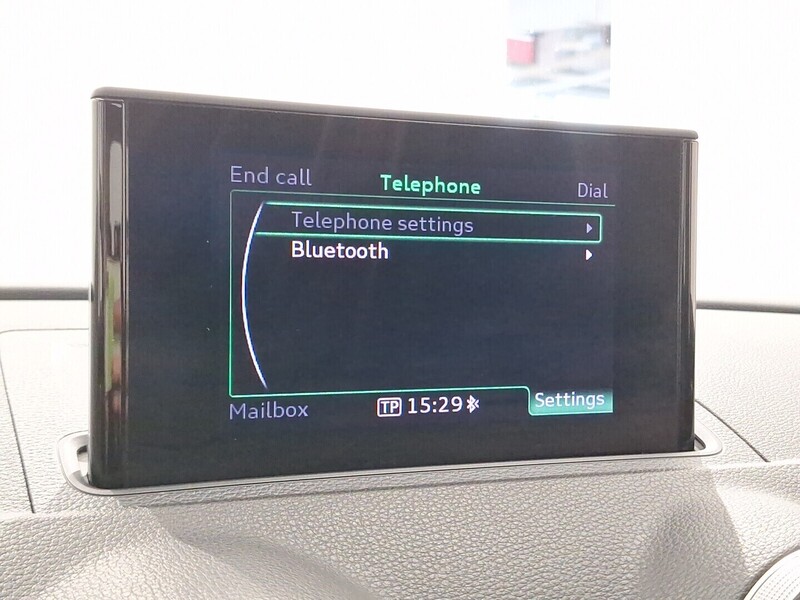 End call Telephone Dial
Telephone settings
Bluetooth
Mailbox TP 15:29 Settings